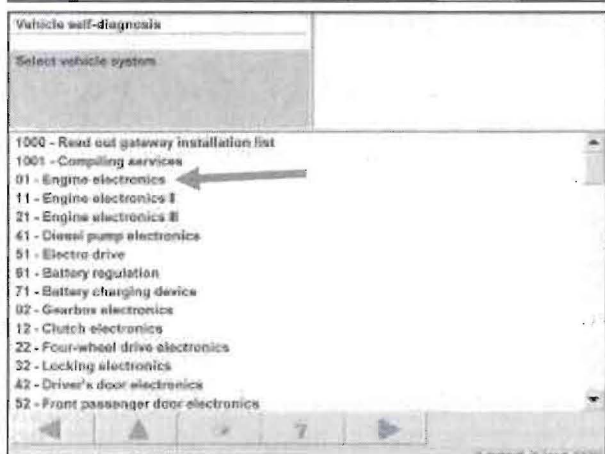 Vehicle self-diagnosis
Select vehicle system
1000 - Read out gateway installation list
1001 - Compiling services
01 - Engine electronics
11 - Engine electronics II
21 - Engine electronics III
41 - Diesel pump electronics
51 - Electro drive
61 - Battery regulation
71 - Battery charging device
02 - Gearbox electronics
12 - Clutch electronics
22 - Four-wheel drive electronics
32 - Locking electronics
42 - Driver's door electronics
52 - Front passenger door electronics